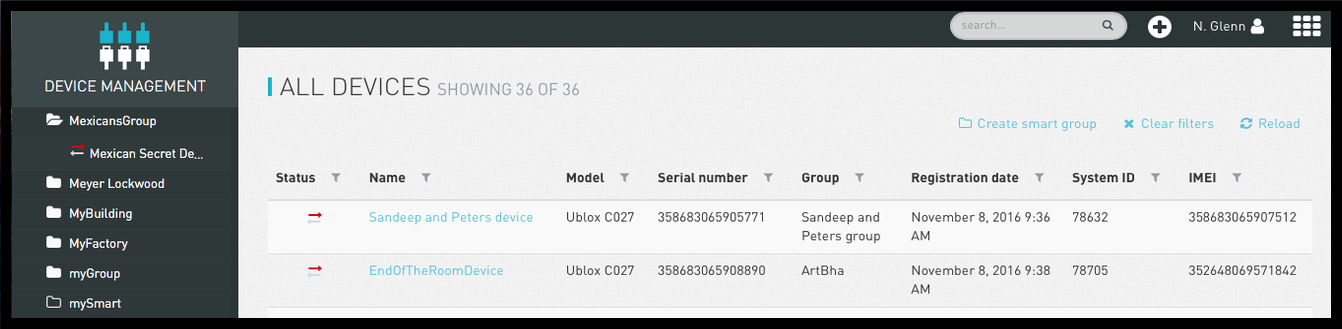 search...
N. Glenn
DEVICE MANAGEMENT
MexicansGroup
Mexican Secret De...
Meyer Lockwood
MyBuilding
MyFactory
myGroup
mySmart
ALL DEVICES SHOWING 36 OF 36
Create smart group Clear filters Reload
Status Name Model Serial number Group Registration date System ID IMEI
Sandeep and Peters device Ublox C027 358683065905771 Sandeep and November 8, 2016 9:36 78632 358683065907512
Peters group AM
EndOfTheRoomDevice Ublox C027 358683065908890 ArtBha November 8, 2016 9:38 78705 352648069571842
AM